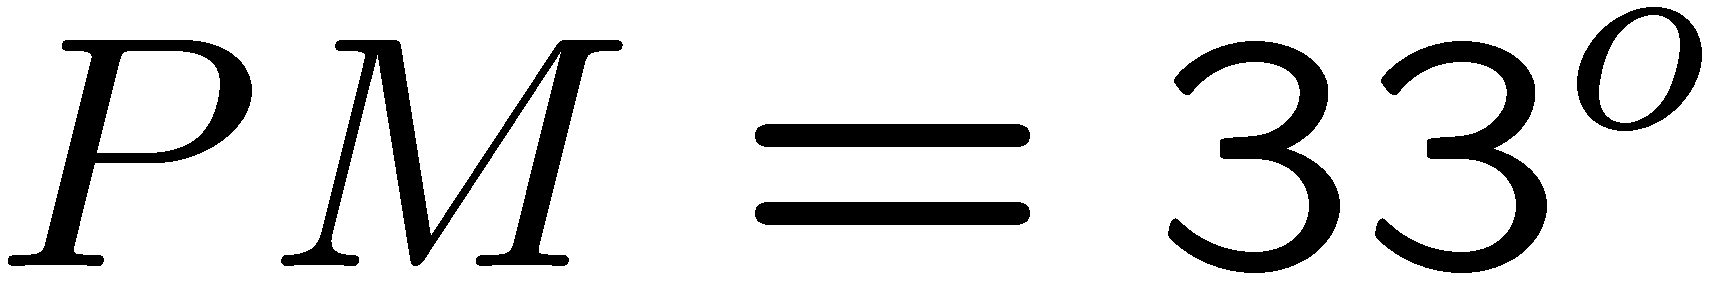 PM = 33°